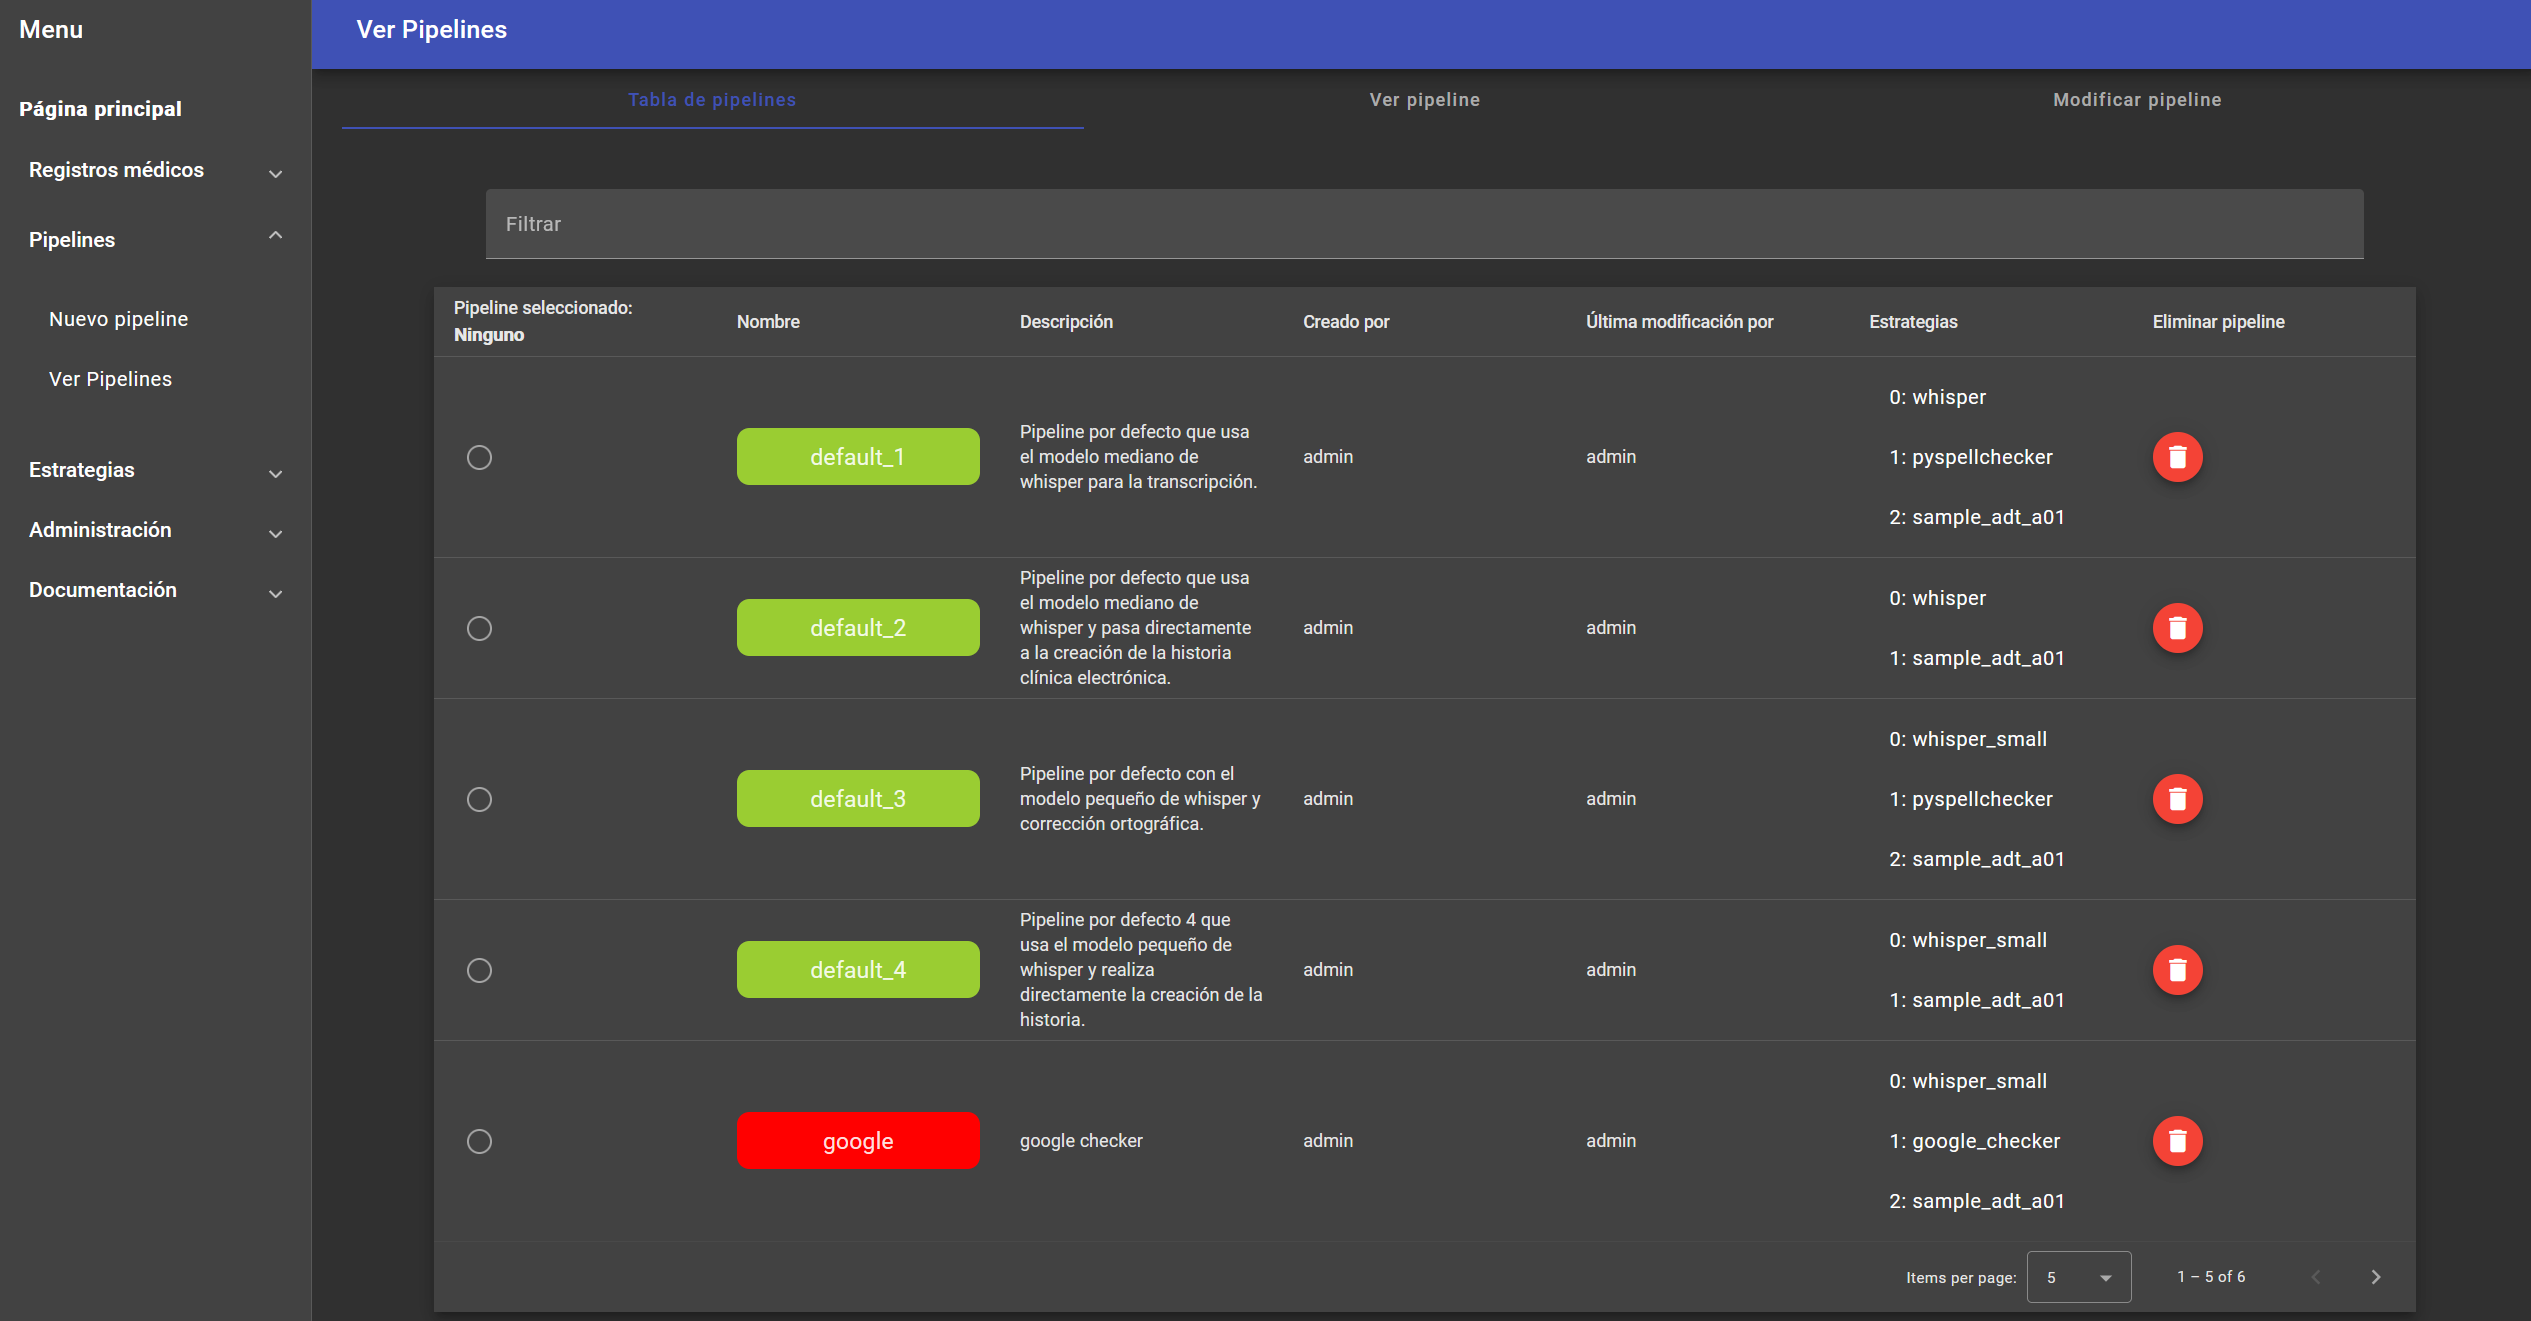 Menu
Página principal
Registros médicos
Pipelines
Nuevo pipeline
Ver Pipelines
Estrategias
Administración
Documentación
Ver Pipelines
Tabla de pipelines
Ver pipeline
Modificar pipeline
Filtrar
Pipeline seleccionado:
Ninguno
Nombre
Descripción
Creado por
Última modificación por
Estrategias
Eliminar pipeline
default_1
Pipeline por defecto que usa
el modelo mediano de
whisper para la transcripción.
admin
admin
0: whisper
1: pyspellchecker
2: sample_adt_a01
default_2
Pipeline por defecto que usa
el modelo mediano de
whisper y pasa directamente
a la creación de la historia
clínica electrónica.
admin
admin
0: whisper
1: sample_adt_a01
default_3
Pipeline por defecto con el
modelo pequeño de whisper y
corrección ortográfica.
admin
admin
0: whisper_small
1: pyspellchecker
2: sample_adt_a01
default_4
Pipeline por defecto 4 que
usa el modelo pequeño de
whisper y realiza
directamente la creación de la
historia.
admin
admin
0: whisper_small
1: sample_adt_a01
google
google checker
admin
admin
0: whisper_small
1: google_checker
2: sample_adt_a01
Items per page:
5
1 – 5 of 6